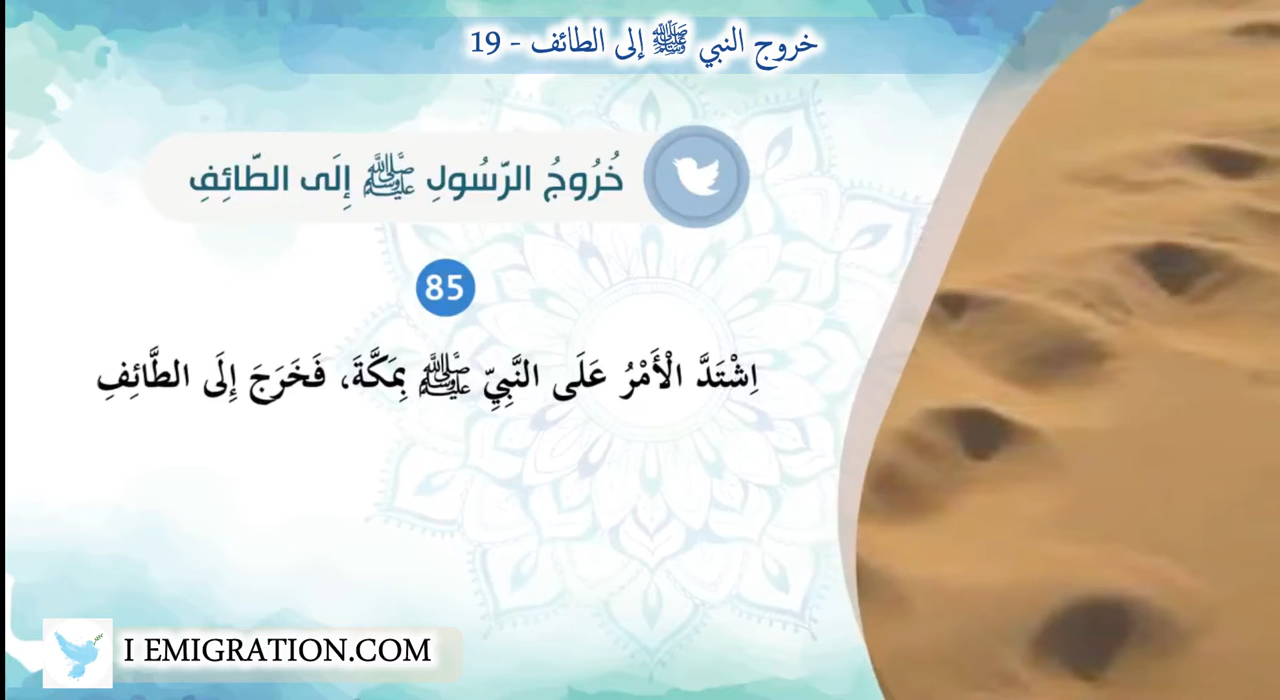 خروج النبي ﷺ إلى الطائف - 19
خُرُوجُ الرّسُولِ ﷺ إِلَى الطّائِفِ
85
اِشْتَدَّ الْأَمْرُ عَلَى النَّبِيِّ ﷺ بِمَكَّةَ، فَخَرَجَ إِلَى الطَّائِفِ
I EMIGRATION.COM